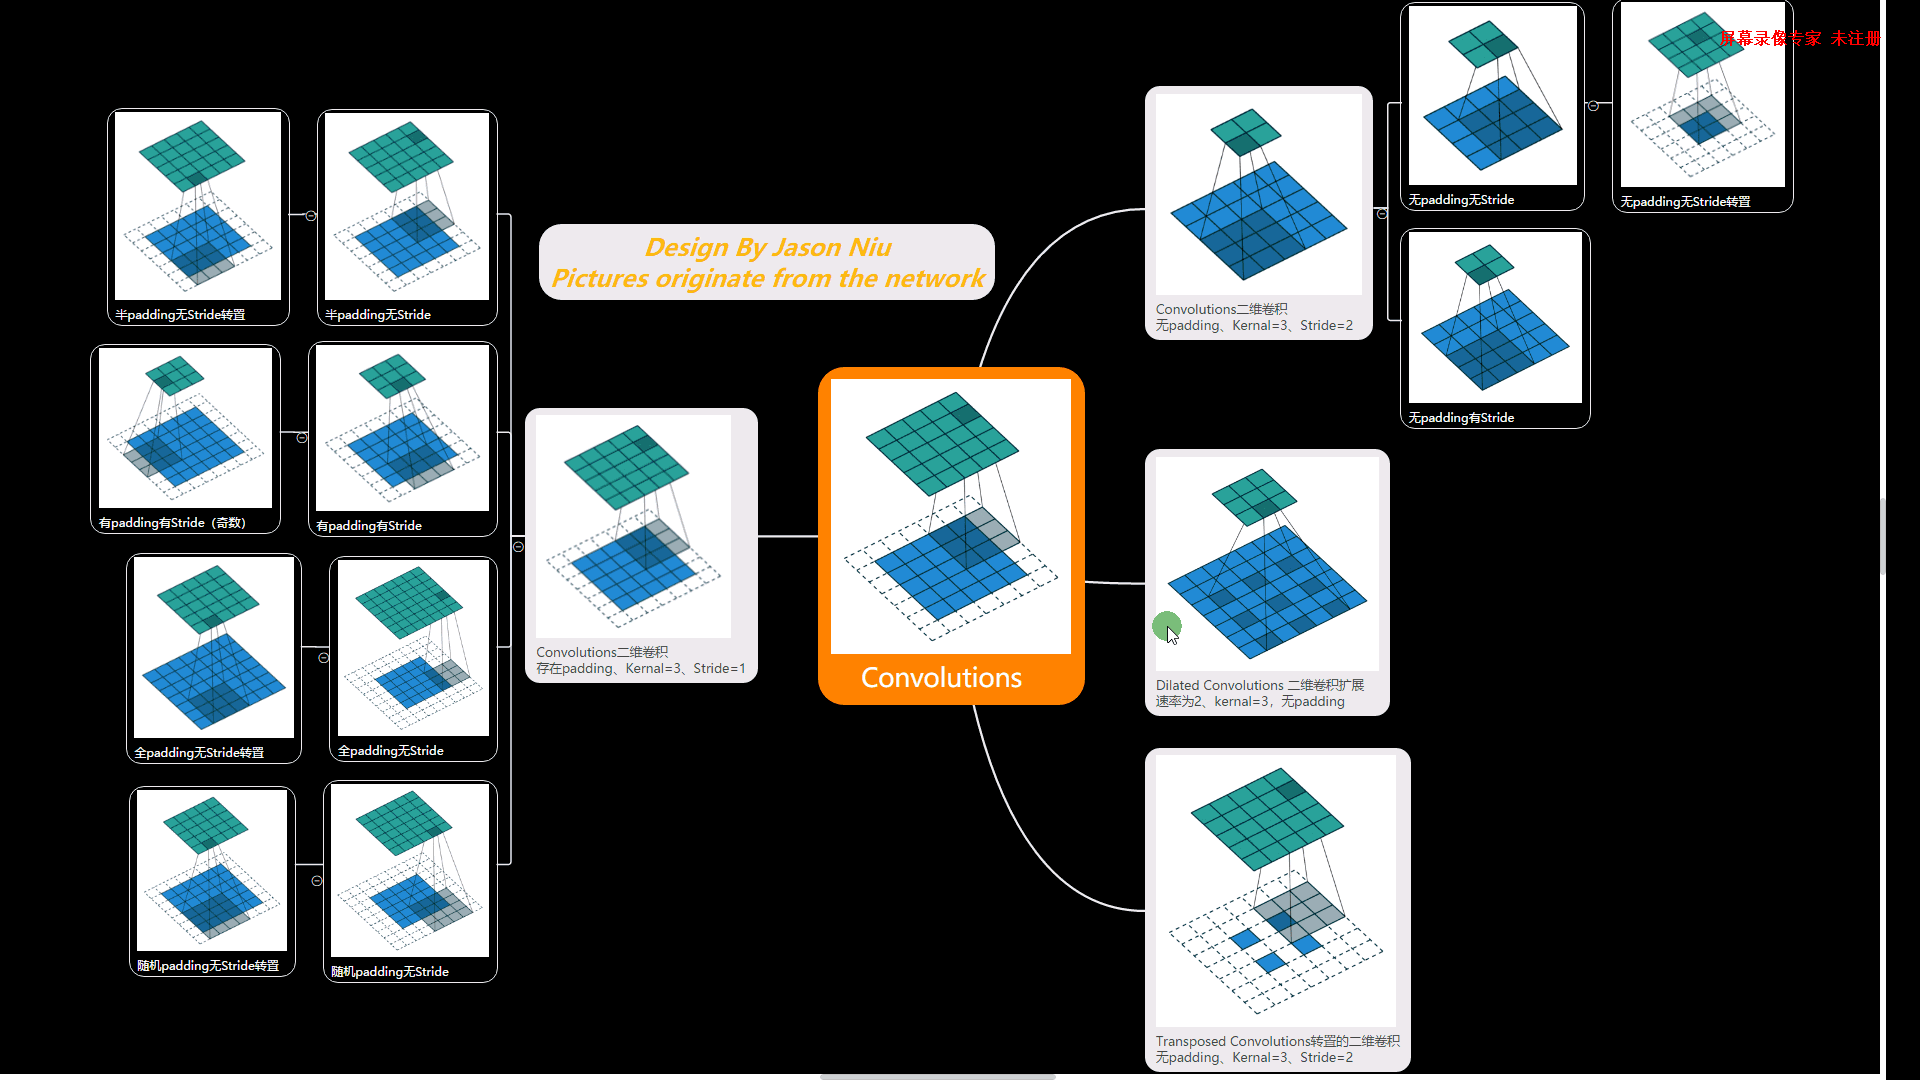 屏幕录像专家 未注册
Design By Jason Niu
Pictures originate from the network
半padding无Stride转置
半padding无Stride
有padding有Stride（奇数）
有padding有Stride
全padding无Stride转置
全padding无Stride
随机padding无Stride转置
随机padding无Stride
Convolutions二维卷积
存在padding、Kernal=3、Stride=1
Convolutions
Convolutions二维卷积
无padding、Kernal=3、Stride=2
无padding无Stride
无padding无Stride转置
无padding有Stride
Dilated Convolutions 二维卷积扩展
速率为2、kernal=3，无padding
Transposed Convolutions转置的二维卷积
无padding、Kernal=3、Stride=2